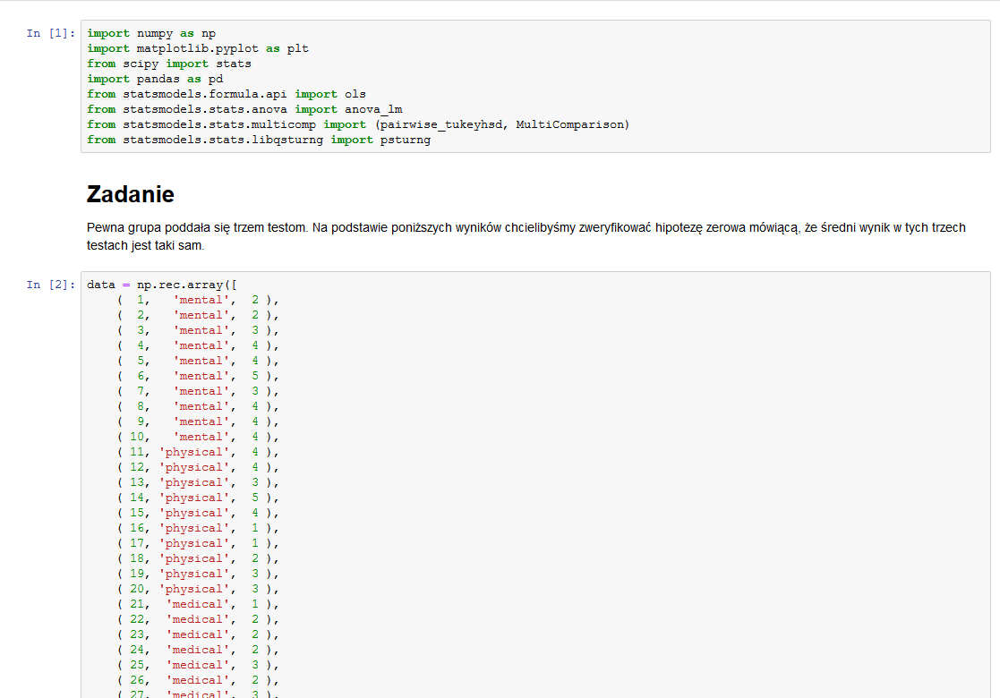 In [1]:
import numpy as np
import matplotlib.pyplot as plt
from scipy import stats
import pandas as pd
from statsmodels.formula.api import ols
from statsmodels.stats.anova import anova_lm
from statsmodels.stats.multicomp import (pairwise_tukeyhsd, MultiComparison)
from statsmodels.stats.libqsturng import psturng
Zadanie
Pewna grupa poddała się trzem testom. Na podstawie poniższych wyników chcielibyśmy zweryfikować hipotezę zerowa mówiącą, że średni wynik w tych trzech
testach jest taki sam.
In [2]:
data = np.rec.array([
( 1, 'mental', 2 ),
( 2, 'mental', 2 ),
( 3, 'mental', 3 ),
( 4, 'mental', 4 ),
( 5, 'mental', 4 ),
( 6, 'mental', 5 ),
( 7, 'mental', 3 ),
( 8, 'mental', 4 ),
( 9, 'mental', 4 ),
( 10, 'mental', 4 ),
( 11, 'physical', 4 ),
( 12, 'physical', 4 ),
( 13, 'physical', 3 ),
( 14, 'physical', 5 ),
( 15, 'physical', 4 ),
( 16, 'physical', 1 ),
( 17, 'physical', 1 ),
( 18, 'physical', 2 ),
( 19, 'physical', 3 ),
( 20, 'physical', 3 ),
( 21, 'medical', 1 ),
( 22, 'medical', 2 ),
( 23, 'medical', 2 ),
( 24, 'medical', 2 ),
( 25, 'medical', 3 ),
( 26, 'medical', 2 ),
( 27, 'medical', 3 ),